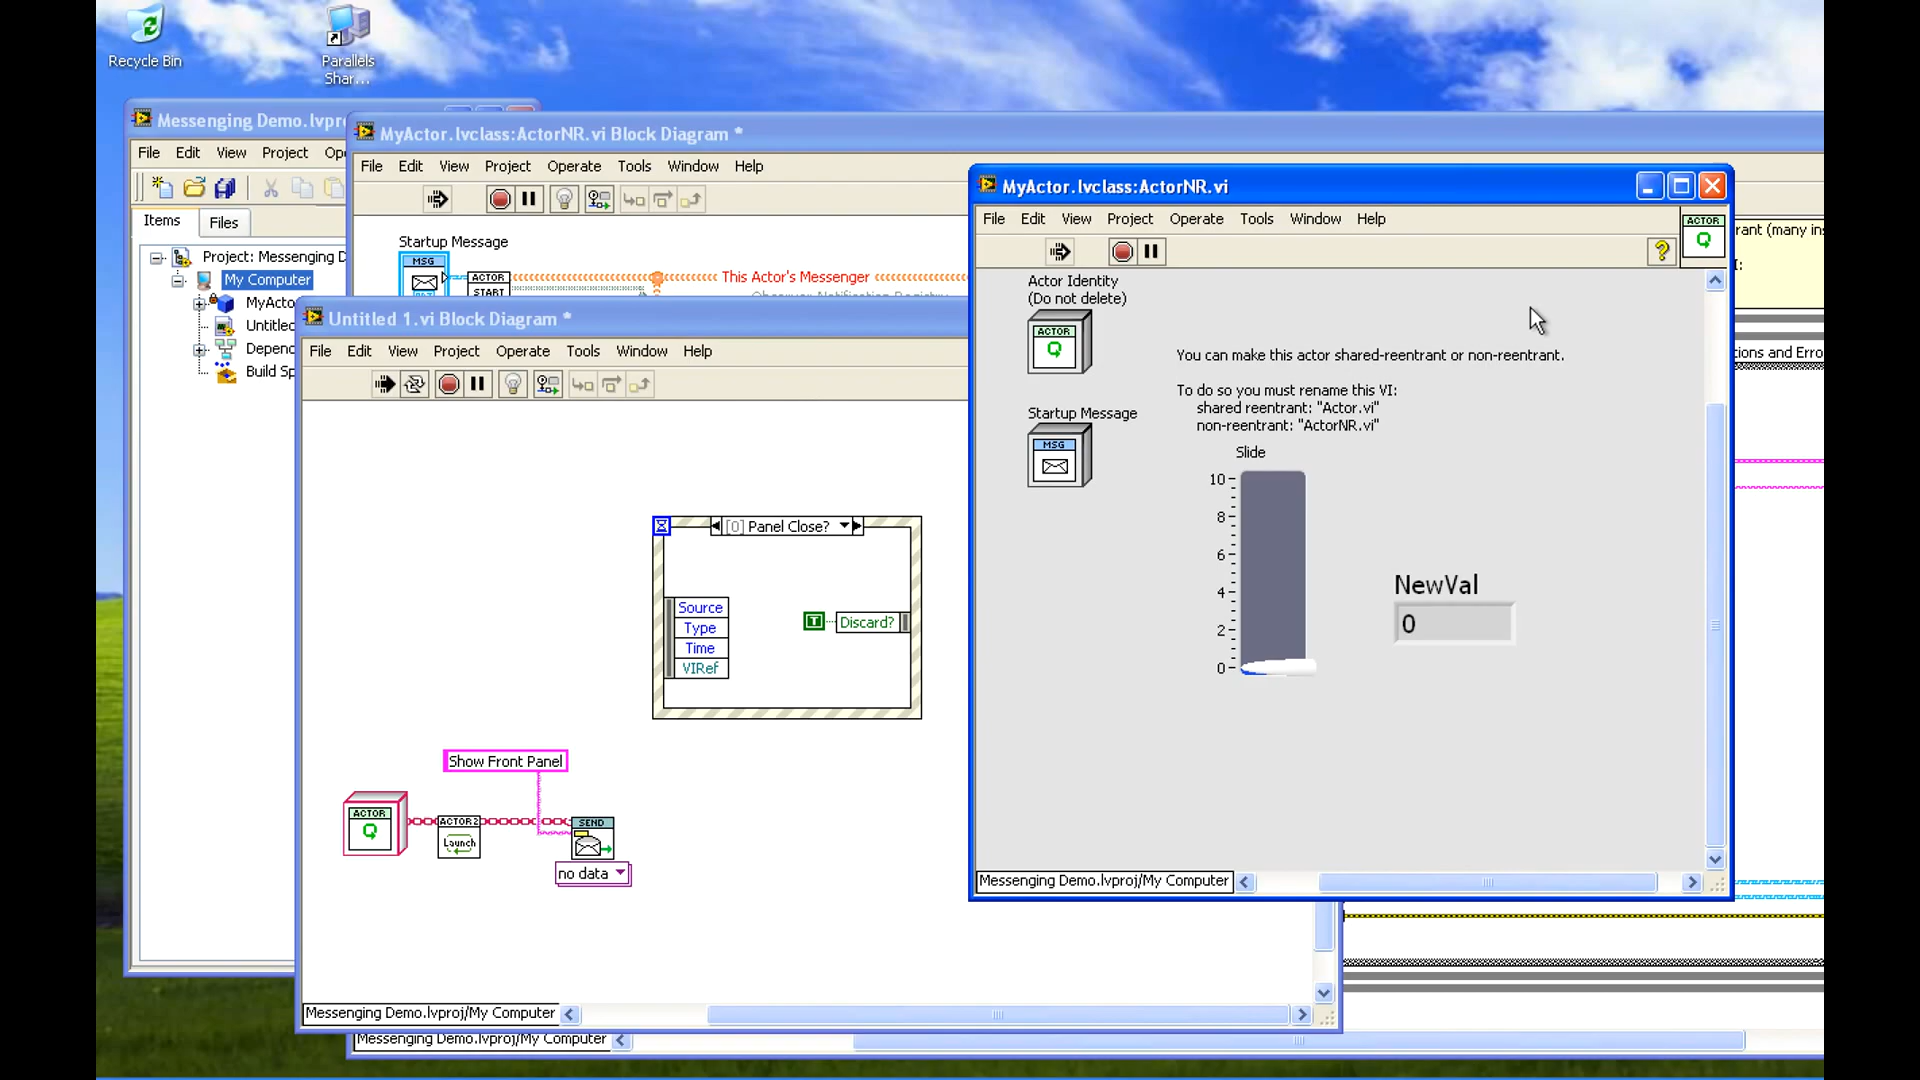 Recycle Bin
Parallels
Shar...
Messenging Demo.lvpr
File Edit View Project Op
Items Files
Project: Messenging D
My Computer
MyActo
Untitled
Depend
Build Sp
MyActor.lvclass:ActorNR.vi Block Diagram *
File Edit View Project Operate Tools Window Help
Startup Message
MSG
ACTOR
START
This Actor's Messenger
Observer Notification Registry
Untitled 1.vi Block Diagram *
File Edit View Project Operate Tools Window Help
[0] Panel Close?
Source
Type
Time
VIRef
T
Discard?
Show Front Panel
ACTOR
ACTOR2
Launch
SEND
no data
Messenging Demo.lvproj/My Computer
Messenging Demo.lvproj/My Computer
MyActor.lvclass:ActorNR.vi
File Edit View Project Operate Tools Window Help
ACTOR
Actor Identity
(Do not delete)
ACTOR
You can make this actor shared-reentrant or non-reentrant.
To do so you must rename this VI:
shared reentrant: "Actor.vi"
non-reentrant: "ActorNR.vi"
Startup Message
MSG
Slide
10
8
6
4
2
0
NewVal
0
Messenging Demo.lvproj/My Computer
rant (many ins
I:
tions and Erro